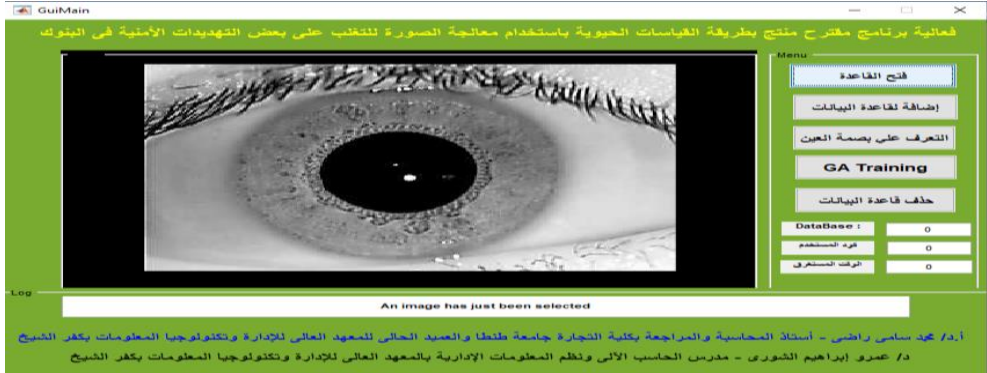 GuiMain
فعالية برنامج مقترح منتج بطريقة القياسات الحيوية باستخدام معالجة الصورة للتغلب على بعض التهديدات الأمنية فى البنوك
Menu
فتح القاعدة
إضافة لقاعدة البيانات
التعرف على بصمة العين
GA Training
حذف قاعدة البيانات
DataBase : 0
كود المستخدم 0
الوقت المستغرق 0
Log
An image has just been selected
أ.د/ محمد سامى راضى - أستاذ المحاسبة والمراجعة بكلية التجارة جامعة طنطا والعميد الحالى للمعهد العالى للإدارة وتكنولوجيا المعلومات بكفر الشيخ
د/ عمرو إبراهيم الشورى - مدرس الحاسب الآلى ونظم المعلومات الإدارية بالمعهد العالى للإدارة وتكنولوجيا المعلومات بكفر الشيخ